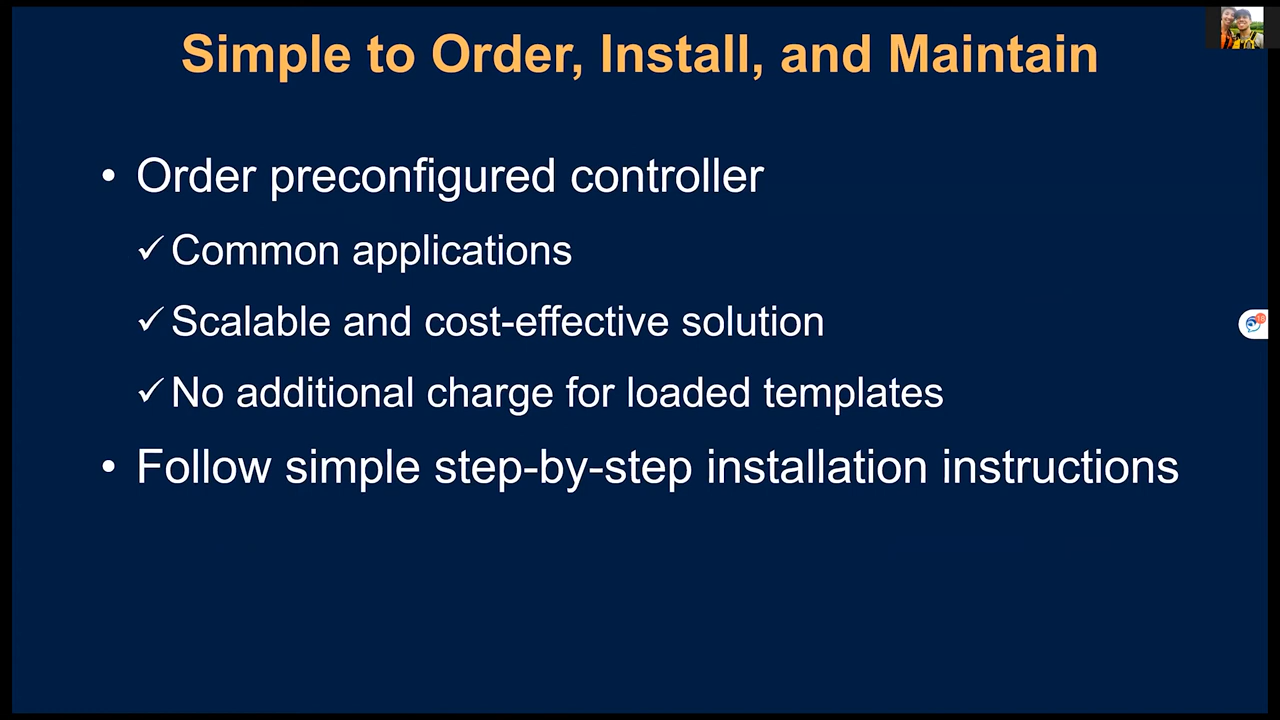 Simple to Order, Install, and Maintain
• Order preconfigured controller
✓ Common applications
✓ Scalable and cost-effective solution
✓ No additional charge for loaded templates
• Follow simple step-by-step installation instructions